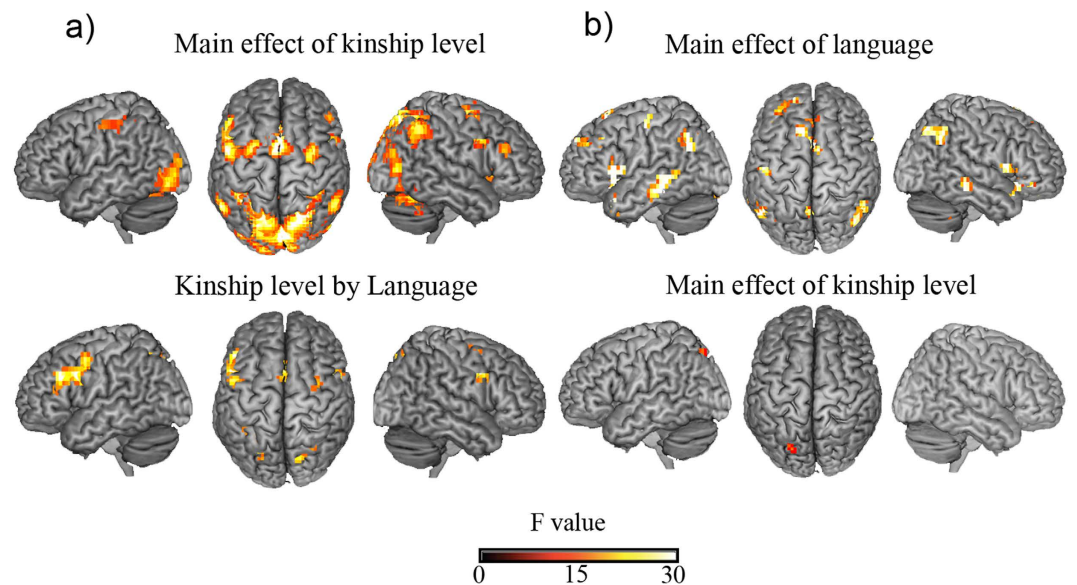 a)
Main effect of kinship level
b)
Main effect of language
Kinship level by Language
Main effect of kinship level
F value
0 15 30